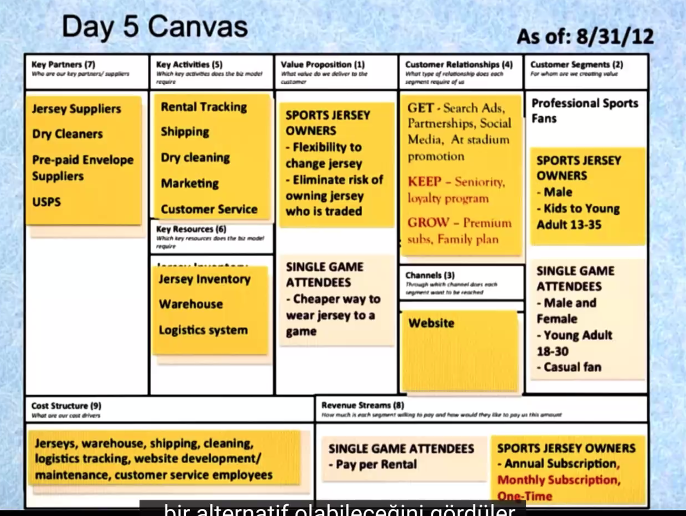 Day 5 Canvas
As of: 8/31/12
Key Partners (7)
Who are our key partners/ suppliers
Jersey Suppliers
Dry Cleaners
Pre-paid Envelope
Suppliers
USPS
Key Activities (5)
Which key activities does the biz model
require
Rental Tracking
Shipping
Dry cleaning
Marketing
Customer Service
Key Resources (6)
Which key resources does the biz model
require
Jersey Inventory
Warehouse
Logistics system
Value Proposition (1)
What value do we deliver to the
customer
SPORTS JERSEY
OWNERS
- Flexibility to
change jersey
- Eliminate risk of
owning jersey
who is traded
SINGLE GAME
ATTENDEES
- Cheaper way to
wear jersey to a
game
Customer Relationships (4)
What type of relationship does each
segment require of us
GET - Search Ads,
Partnerships, Social
Media, At stadium
promotion
KEEP – Seniority,
loyalty program
GROW – Premium
subs, Family plan
Channels (3)
Through which channel does each
segment want to be reached
Website
Customer Segments (2)
For whom are we creating value
Professional Sports
Fans
SPORTS JERSEY
OWNERS
- Male
- Kids to Young
Adult 13-35
SINGLE GAME
ATTENDEES
- Male and
Female
- Young Adult
18-30
- Casual fan
Cost Structure (9)
What are our cost drivers
Jerseys, warehouse, shipping, cleaning,
logistics tracking, website development/
maintenance, customer service employees
Revenue Streams (8)
How much is each segment willing to pay and how would they like to pay us this amount
SINGLE GAME ATTENDEES
- Pay per Rental
SPORTS JERSEY OWNERS
- Annual Subscription,
Monthly Subscription,
One-Time
bir alternatif olabileceğini gördüler